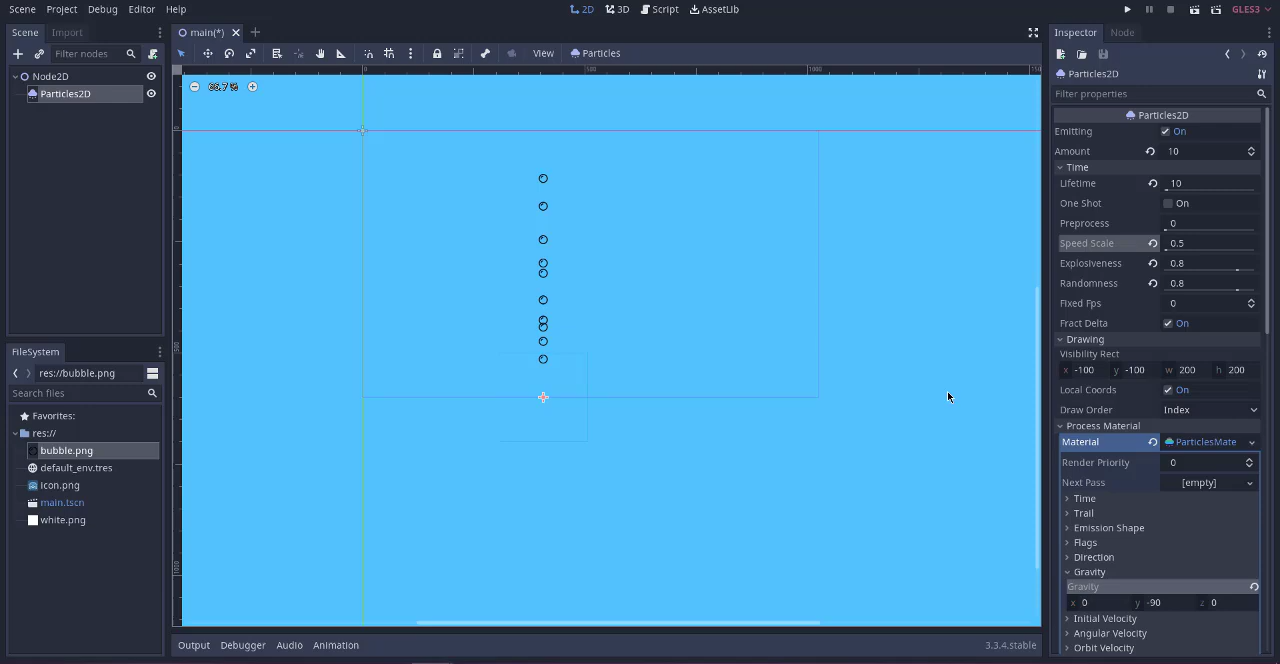 Scene Project Debug Editor Help
2D 3D Script AssetLib
GLES3
Scene Import
Filter nodes
Node2D
Particles2D
FileSystem
res://bubble.png
Search files
Favorites:
res://
bubble.png
default_env.tres
icon.png
main.tscn
white.png
main(*)
View Particles
0 500 1000
66.7 %
0
500
1000
Output Debugger Audio Animation
3.3.4.stable
Inspector Node
Particles2D
Filter properties
Particles2D
Emitting On
Amount 10
Time
Lifetime 10
One Shot On
Preprocess 0
Speed Scale 0.5
Explosiveness 0.8
Randomness 0.8
Fixed Fps 0
Fract Delta On
Drawing
Visibility Rect
x -100 y -100 w 200 h 200
Local Coords On
Draw Order Index
Process Material
Material ParticlesMate
Render Priority 0
Next Pass [empty]
Time
Trail
Emission Shape
Flags
Direction
Gravity
Gravity
x 0 y -90 z 0
Initial Velocity
Angular Velocity
Orbit Velocity